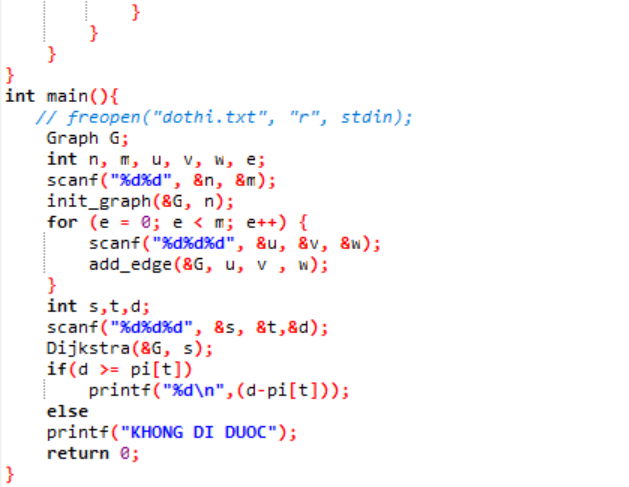 }
}
}
}
int main(){
// freopen("dothi.txt", "r", stdin);
Graph G;
int n, m, u, v, w, e;
scanf("%d%d", &n, &m);
init_graph(&G, n);
for (e = 0; e < m; e++) {
scanf("%d%d%d", &u, &v, &w);
add_edge(&G, u, v , w);
}
int s,t,d;
scanf("%d%d%d", &s, &t,&d);
Dijkstra(&G, s);
if(d >= pi[t])
printf("%d\n",(d-pi[t]));
else
printf("KHONG DI DUOC");
return 0;
}